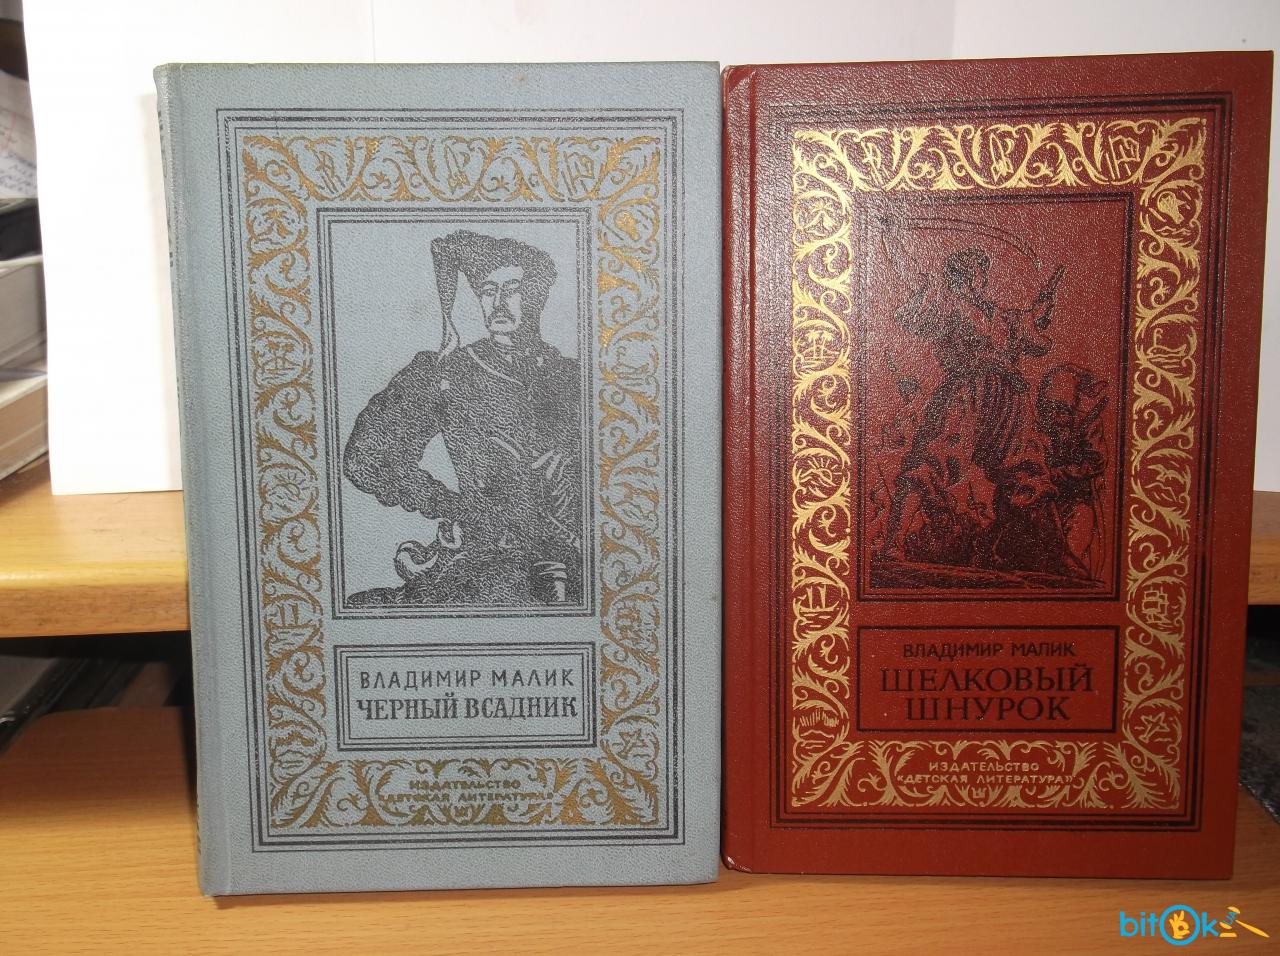 ВЛАДИМИР МАЛИК
ЧЕРНЫЙ ВСАДНИК
ИЗДАТЕЛЬСТВО
"ДЕТСКАЯ ЛИТЕРАТУРА"
ВЛАДИМИР МАЛИК
ШЕЛКОВЫЙ
ШНУРОК
ИЗДАТЕЛЬСТВО
"ДЕТСКАЯ ЛИТЕРАТУРА"
bitOk